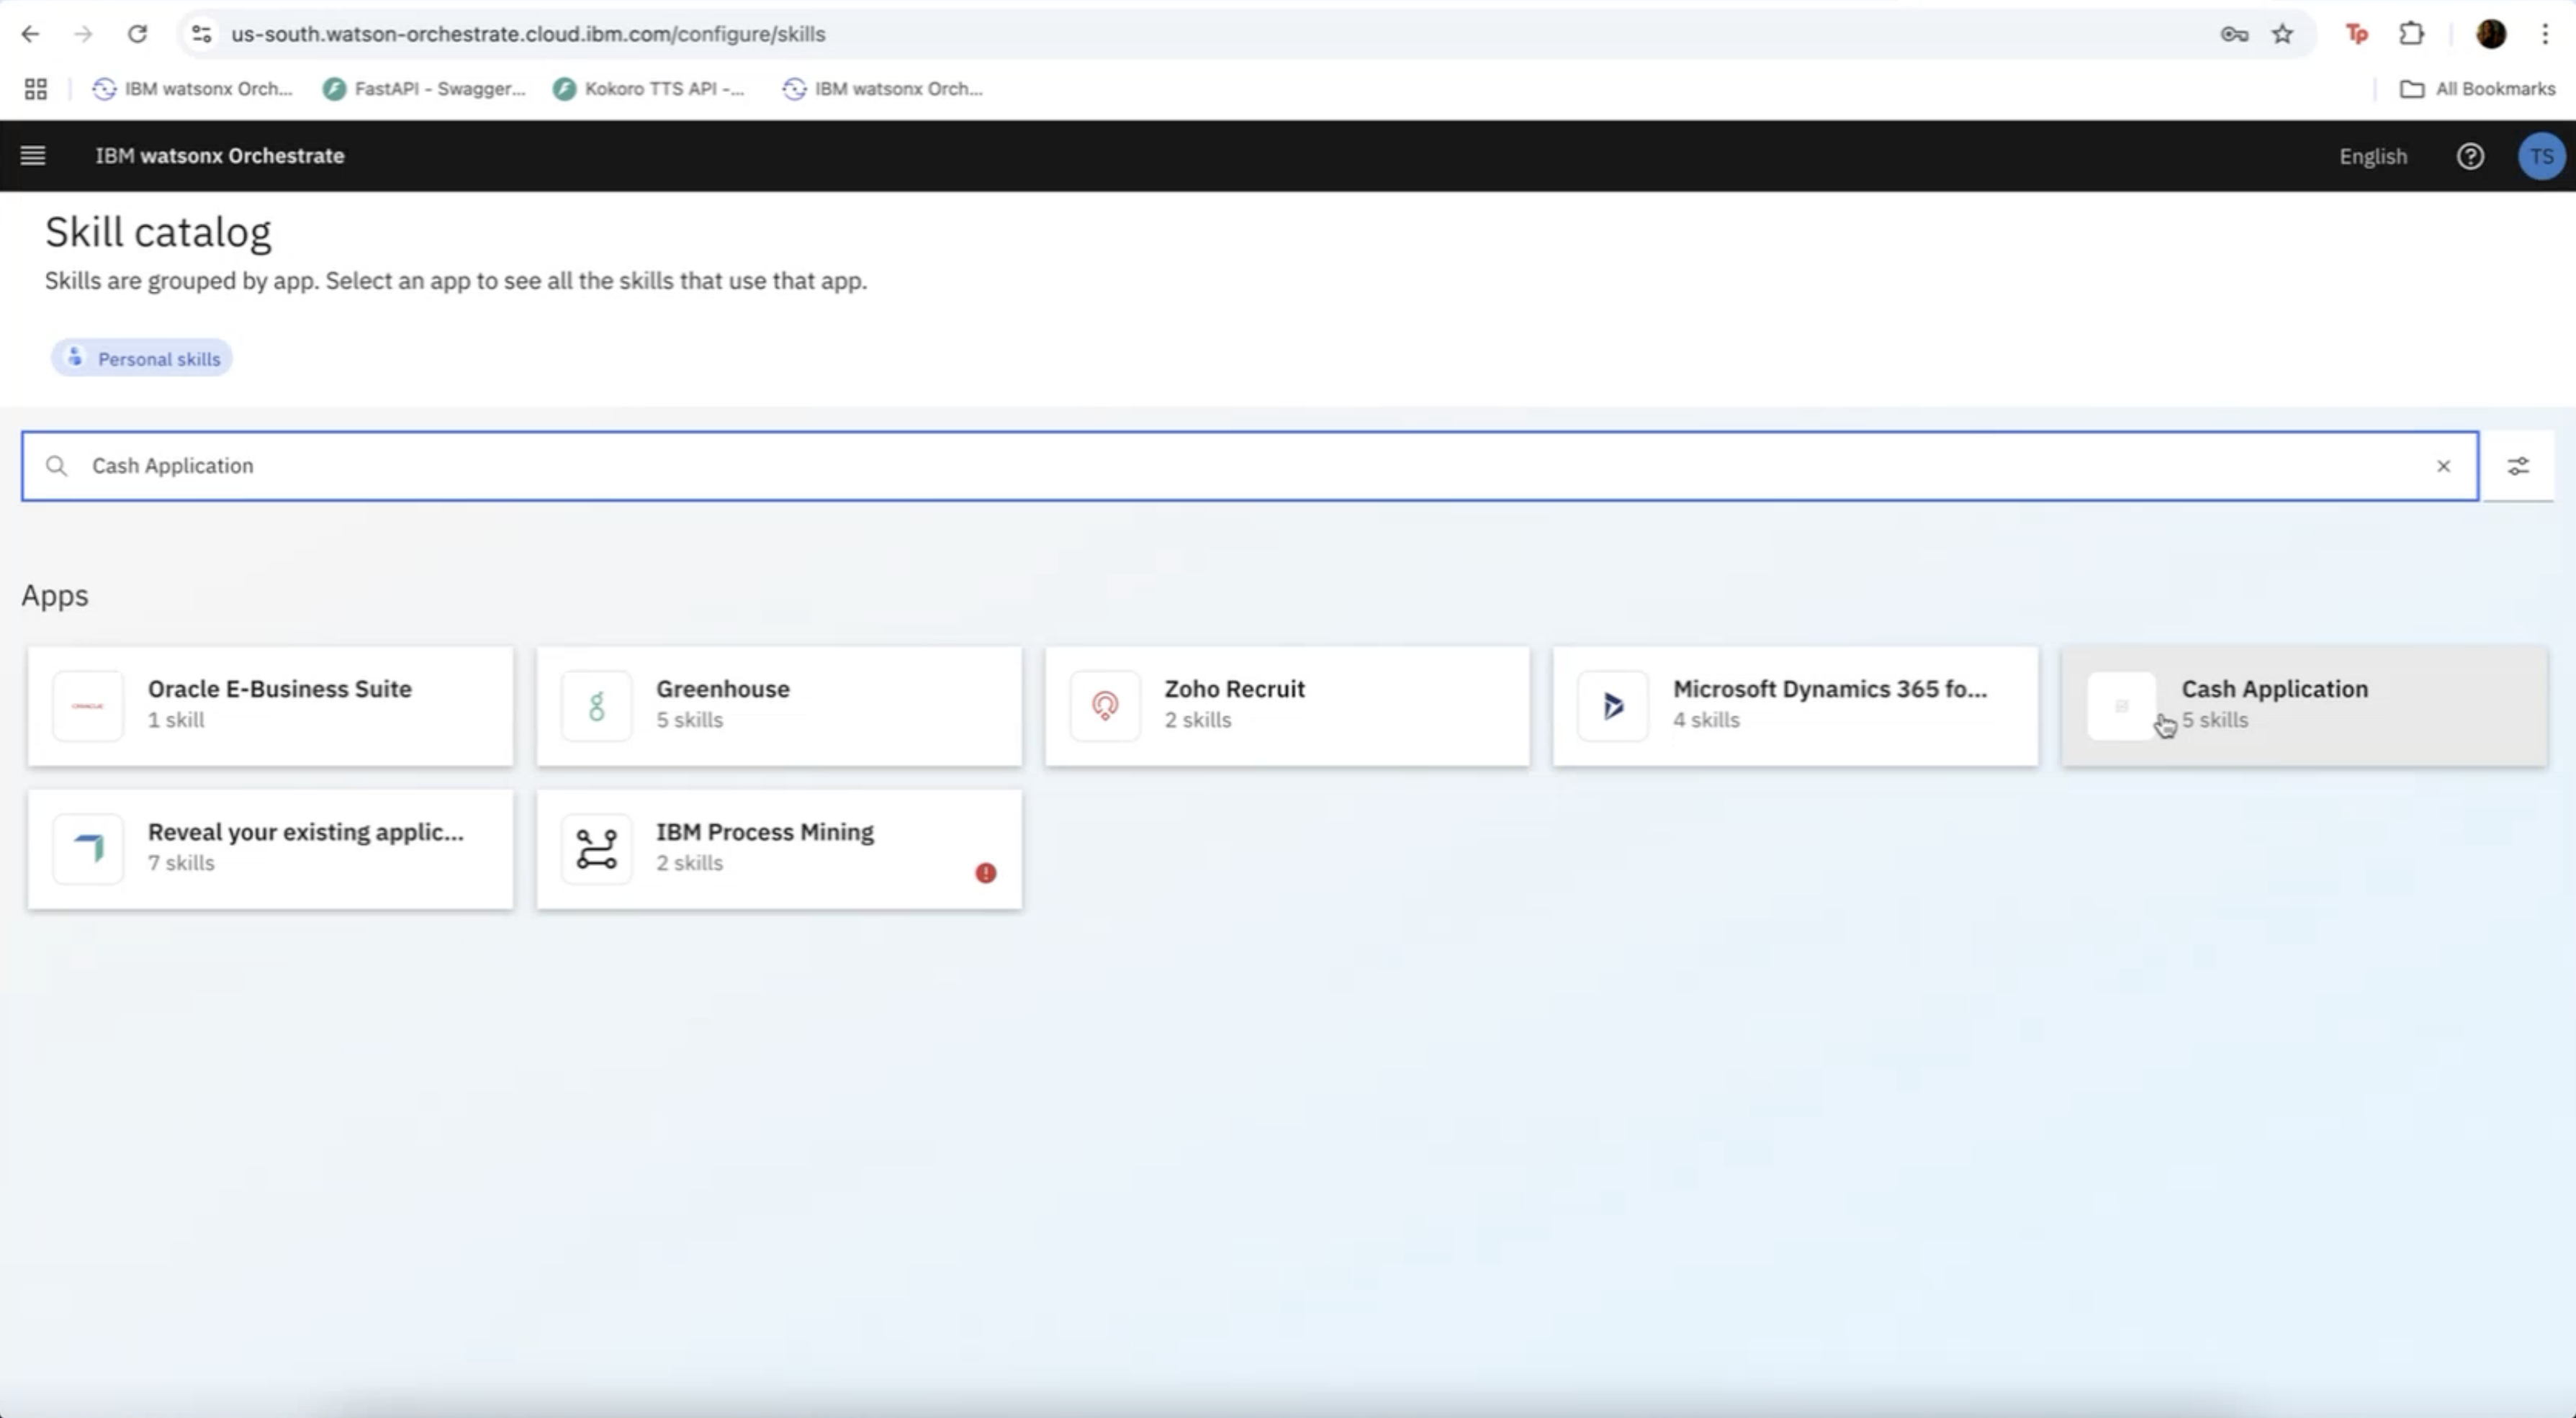 us-south.watson-orchestrate.cloud.ibm.com/configure/skills
Tp
IBM watsonx Orch...
FastAPI - Swagger...
Kokoro TTS API -...
IBM watsonx Orch...
All Bookmarks
IBM watsonx Orchestrate
English
TS
Skill catalog
Skills are grouped by app. Select an app to see all the skills that use that app.
Personal skills
Cash Application
Apps
ORACLE
Oracle E-Business Suite
1 skill
Greenhouse
5 skills
Zoho Recruit
2 skills
Microsoft Dynamics 365 fo...
4 skills
Cash Application
5 skills
Reveal your existing applic...
7 skills
IBM Process Mining
2 skills